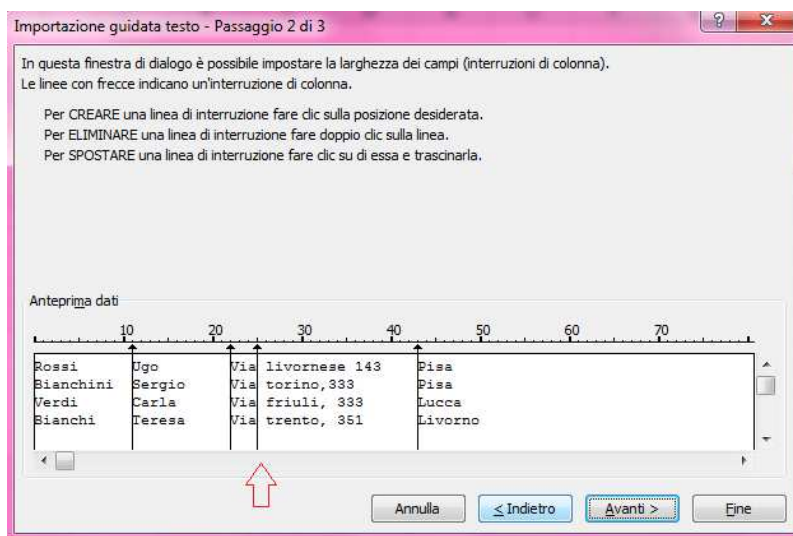 Importazione guidata testo - Passaggio 2 di 3
In questa finestra di dialogo è possibile impostare la larghezza dei campi (interruzioni di colonna).
Le linee con frecce indicano un'interruzione di colonna.
Per CREARE una linea di interruzione fare clic sulla posizione desiderata.
Per ELIMINARE una linea di interruzione fare doppio clic sulla linea.
Per SPOSTARE una linea di interruzione fare clic su di essa e trascinarla.
Anteprima dati
10 20 30 40 50 60 70
Rossi Ugo Via livornese 143 Pisa
Bianchini Sergio Via torino,333 Pisa
Verdi Carla Via friuli, 333 Lucca
Bianchi Teresa Via trento, 351 Livorno
Annulla < Indietro Avanti > Fine